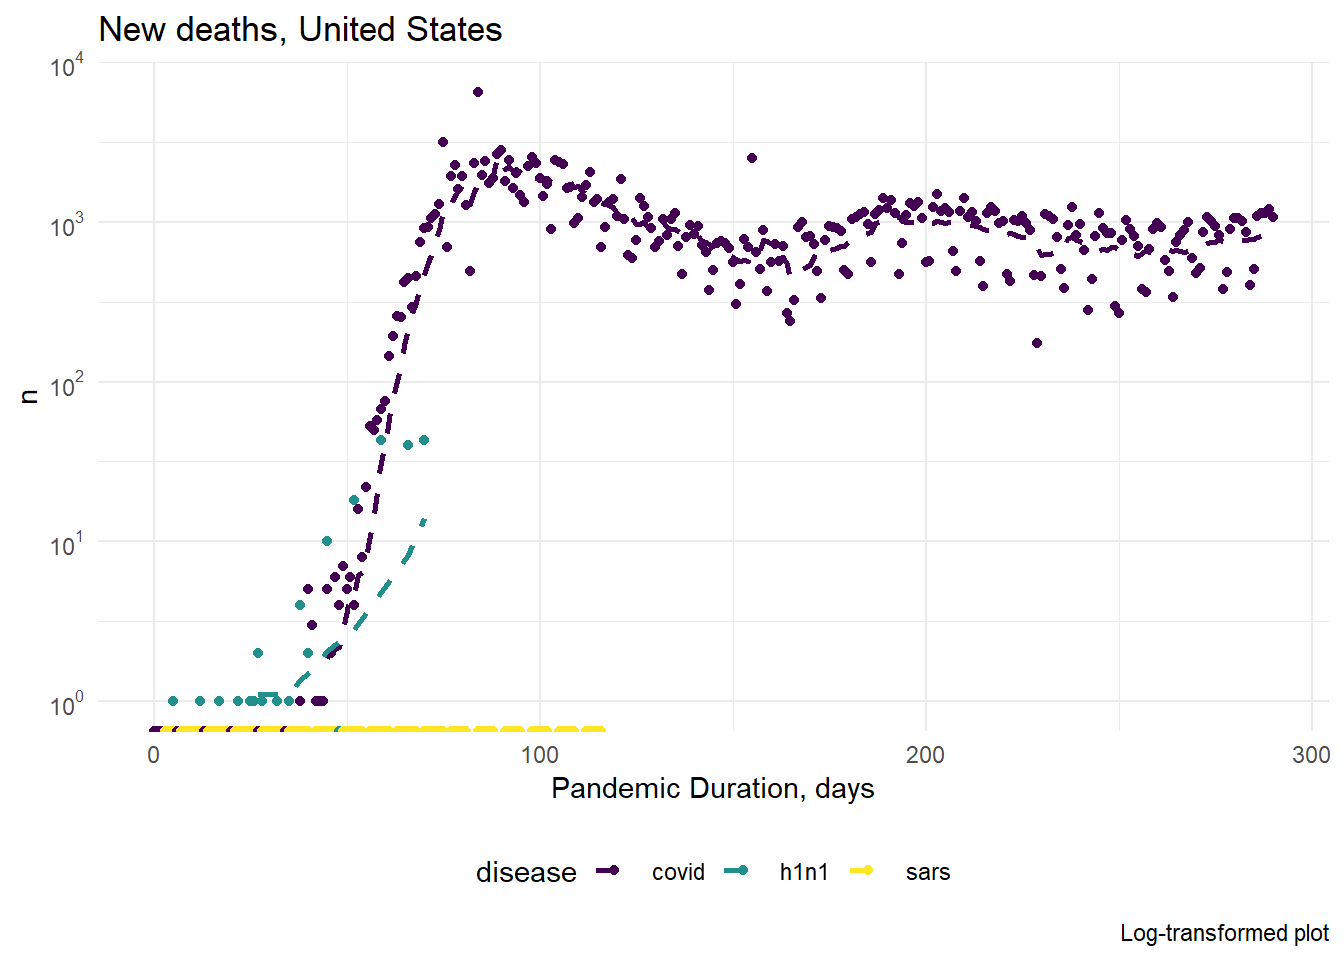 New deaths, United States
10^4
10^3
10^2
10^1
10^0
n
0 100 200 300
Pandemic Duration, days
disease covid h1n1 sars
Log-transformed plot